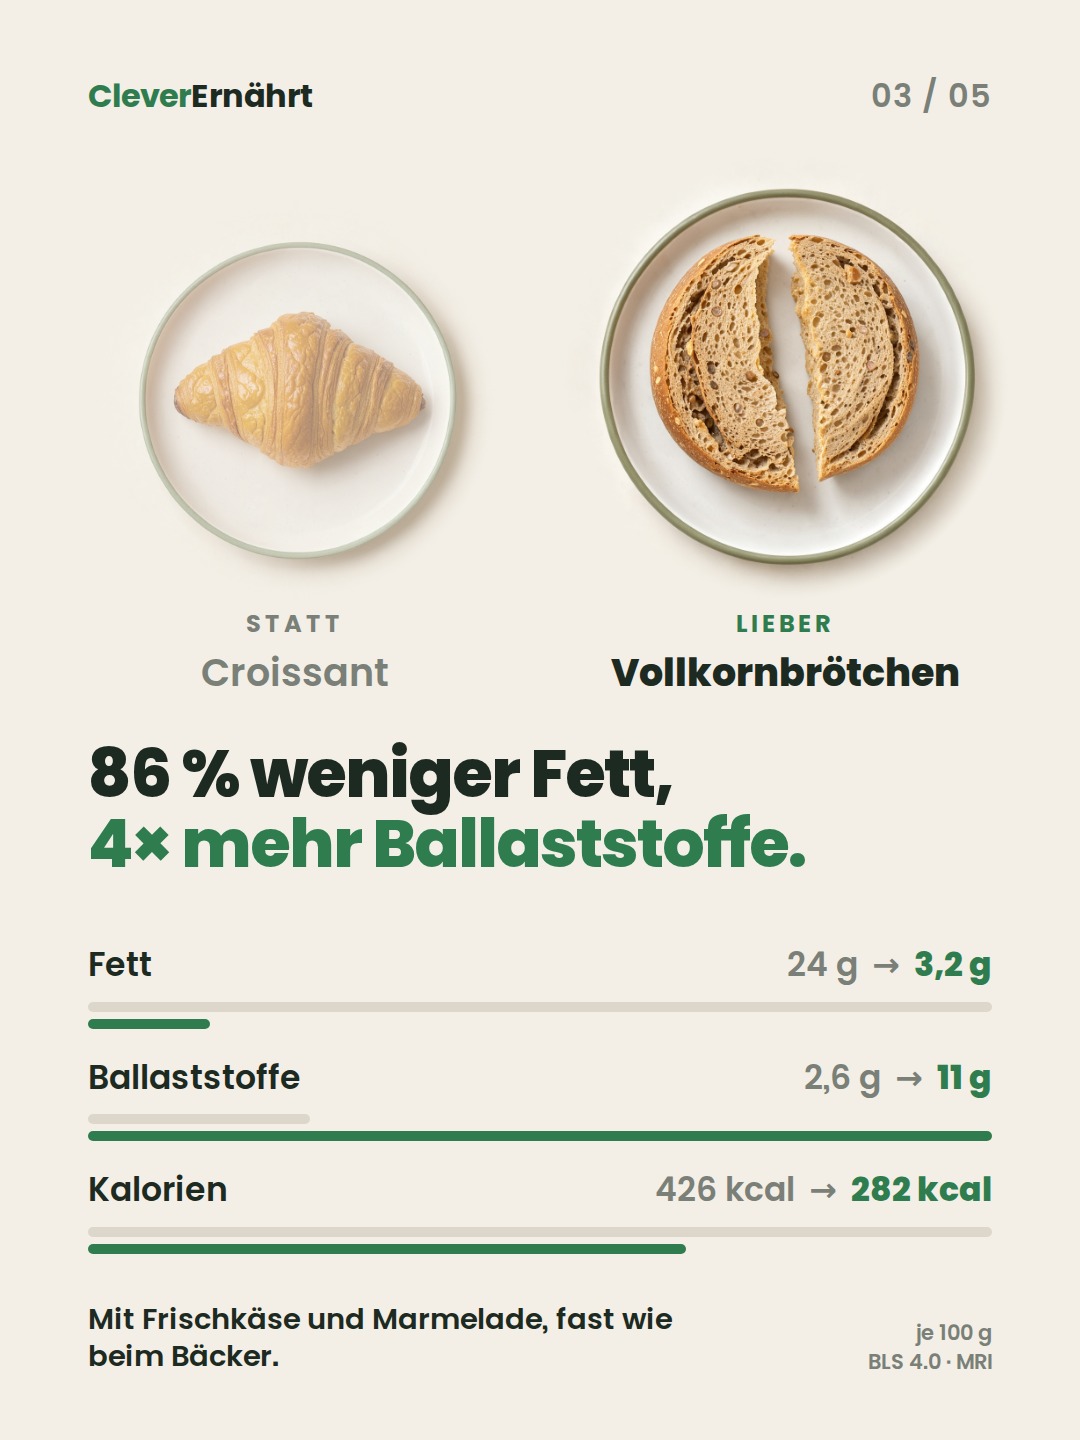 CleverErnährt
03 / 05
STATT
Croissant
LIEBER
Vollkornbrötchen
86 % weniger Fett,
4× mehr Ballaststoffe.
Fett
24 g → 3,2 g
Ballaststoffe
2,6 g → 11 g
Kalorien
426 kcal → 282 kcal
Mit Frischkäse und Marmelade, fast wie
beim Bäcker.
je 100 g
BLS 4.0 · MRI